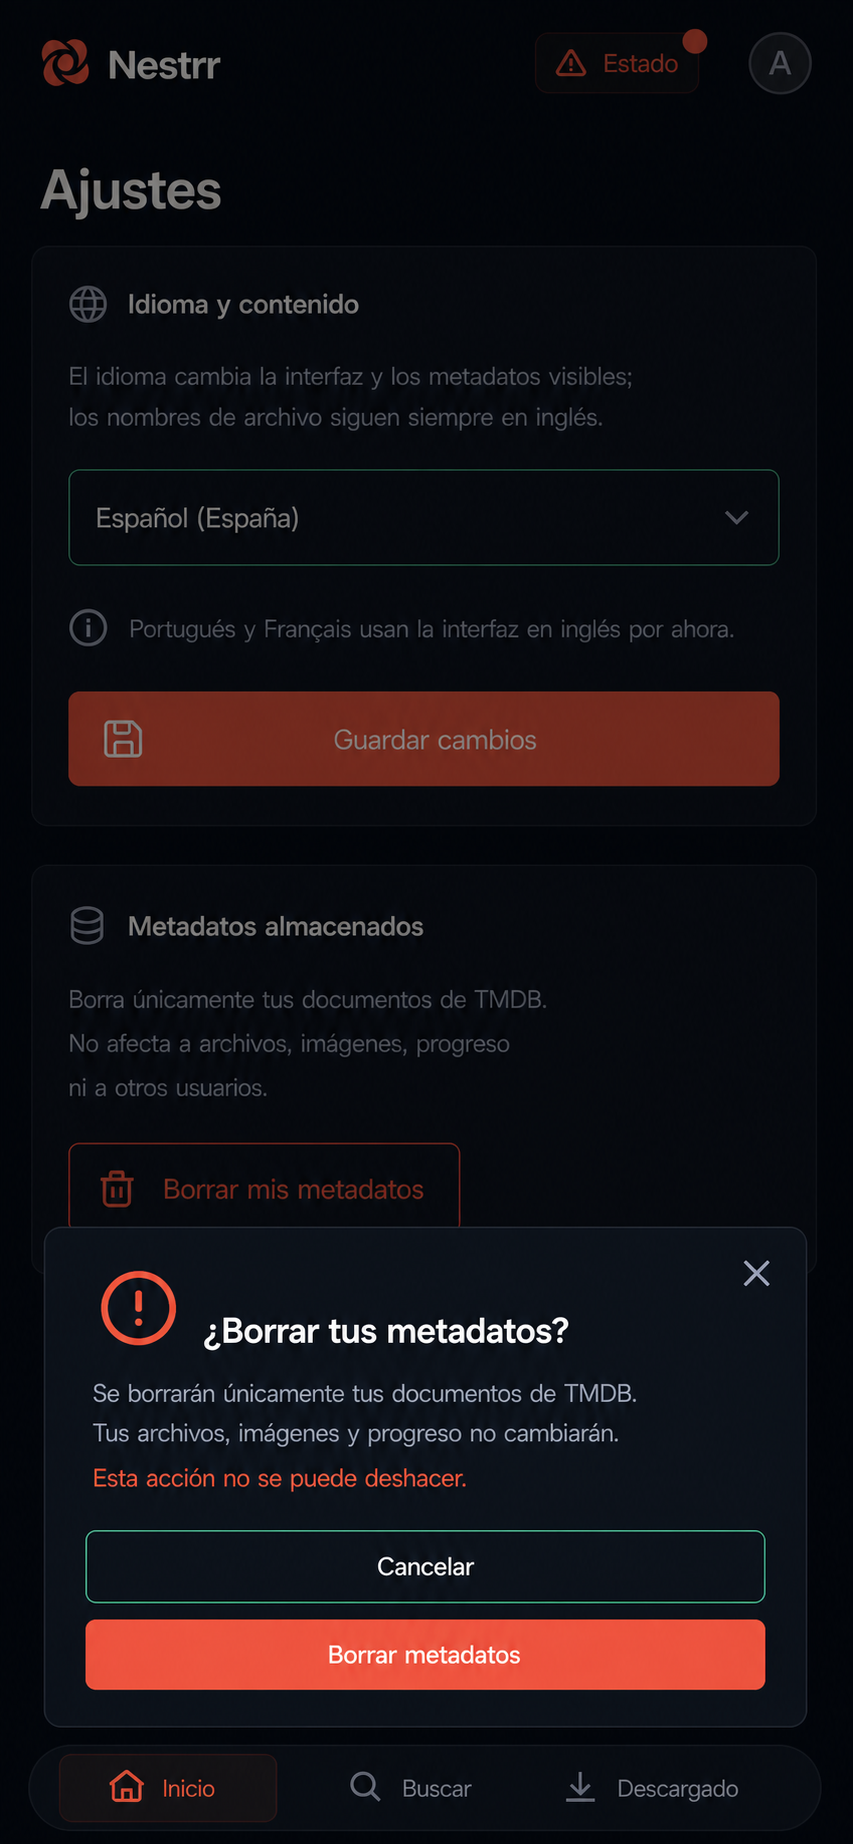 Nestrr
Estado
A
Ajustes
Idioma y contenido
El idioma cambia la interfaz y los metadatos visibles;
los nombres de archivo siguen siempre en inglés.
Español (España)
Portugués y Français usan la interfaz en inglés por ahora.
Guardar cambios
Metadatos almacenados
Borra únicamente tus documentos de TMDB.
No afecta a archivos, imágenes, progreso
ni a otros usuarios.
Borrar mis metadatos
¿Borrar tus metadatos?
Se borrarán únicamente tus documentos de TMDB.
Tus archivos, imágenes y progreso no cambiarán.
Esta acción no se puede deshacer.
Cancelar
Borrar metadatos
Inicio
Buscar
Descargado